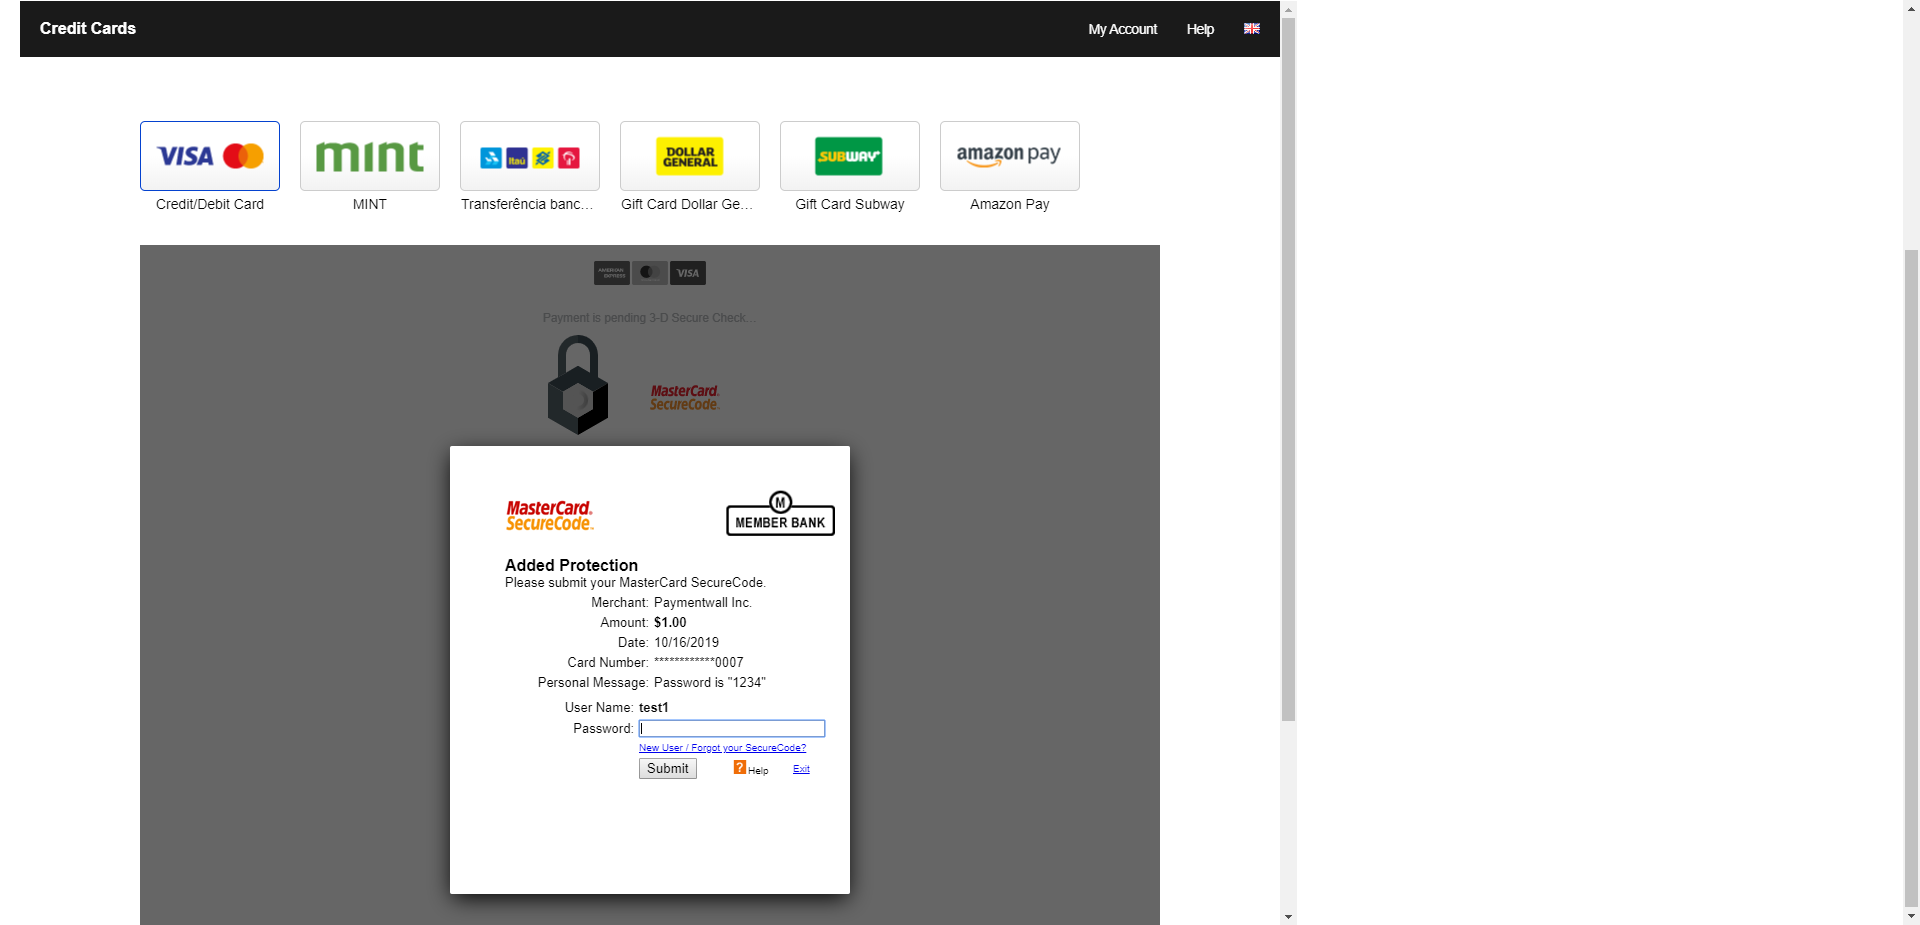 Credit Cards
My Account
Help
VISA
mint
Itaú
DOLLAR
GENERAL
SUBWAY
amazon pay
Credit/Debit Card
MINT
Transferência banc...
Gift Card Dollar Ge...
Gift Card Subway
Amazon Pay
AMERICAN
EXPRESS
VISA
Payment is pending 3-D Secure Check...
MasterCard.
SecureCode.
MasterCard.
SecureCode.
M
MEMBER BANK
Added Protection
Please submit your MasterCard SecureCode.
Merchant: Paymentwall Inc.
Amount: $1.00
Date: 10/16/2019
Card Number: ************0007
Personal Message: Password is "1234"
User Name: test1
Password:
New User / Forgot your SecureCode?
Submit
? Help
Exit